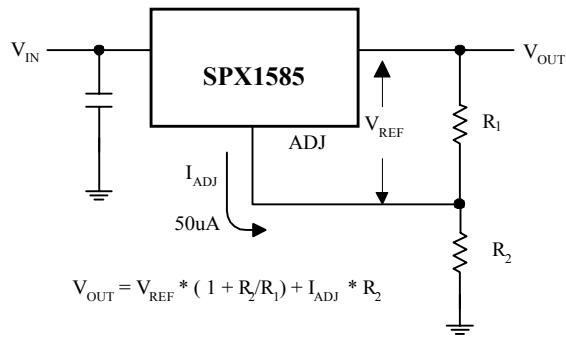 V_IN
SPX1585
V_OUT
ADJ
V_REF
R_1
I_ADJ
50uA
R_2
V_OUT = V_REF * ( 1 + R_2/R_1) + I_ADJ * R_2